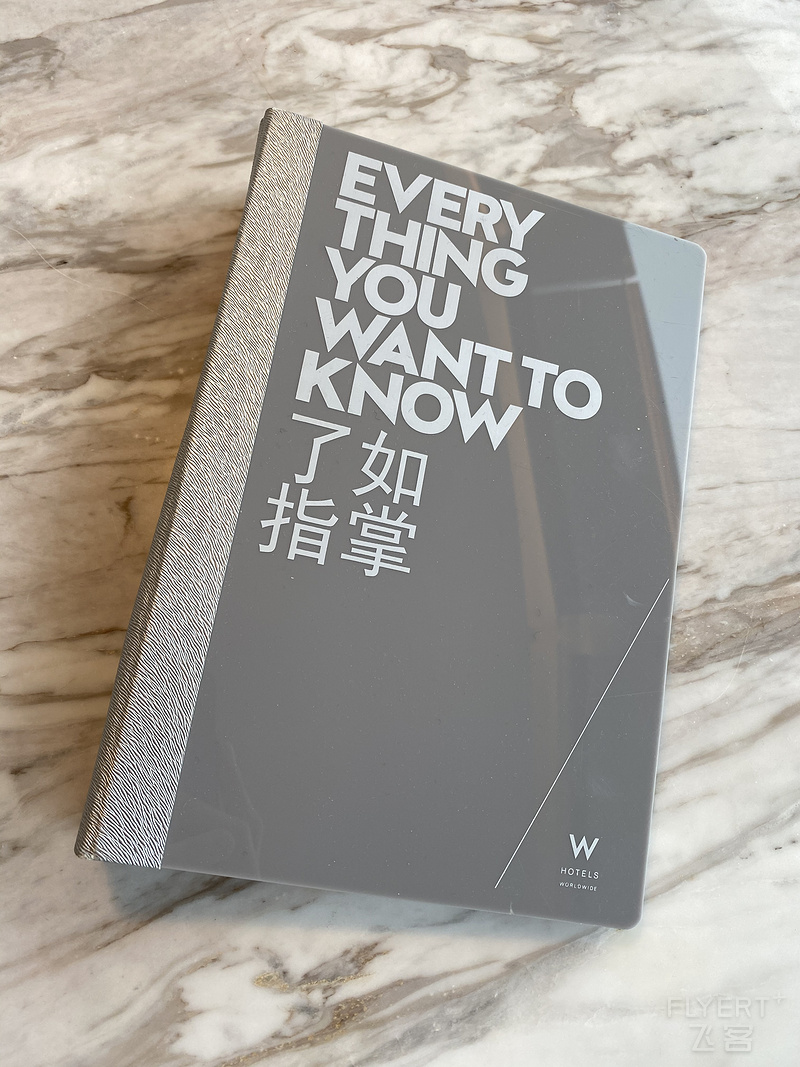 EVERY
THING
YOU
WANT TO
KNOW
了如
指掌
W
HOTELS
WORLDWIDE
FLYERT+
飞客